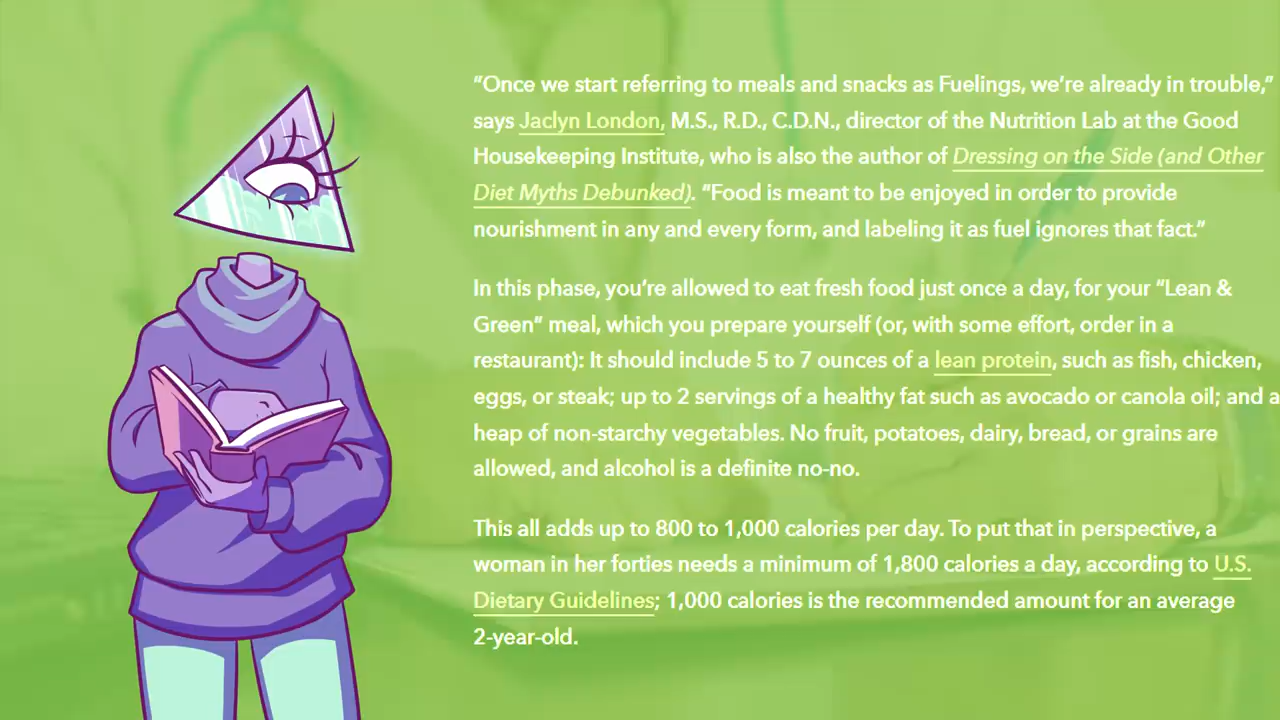 “Once we start referring to meals and snacks as Fuelings, we’re already in trouble,”
says Jaclyn London, M.S., R.D., C.D.N., director of the Nutrition Lab at the Good
Housekeeping Institute, who is also the author of Dressing on the Side (and Other
Diet Myths Debunked). “Food is meant to be enjoyed in order to provide
nourishment in any and every form, and labeling it as fuel ignores that fact.”
In this phase, you’re allowed to eat fresh food just once a day, for your “Lean &
Green” meal, which you prepare yourself (or, with some effort, order in a
restaurant): It should include 5 to 7 ounces of a lean protein, such as fish, chicken,
eggs, or steak; up to 2 servings of a healthy fat such as avocado or canola oil; and a
heap of non-starchy vegetables. No fruit, potatoes, dairy, bread, or grains are
allowed, and alcohol is a definite no-no.
This all adds up to 800 to 1,000 calories per day. To put that in perspective, a
woman in her forties needs a minimum of 1,800 calories a day, according to U.S.
Dietary Guidelines; 1,000 calories is the recommended amount for an average
2-year-old.